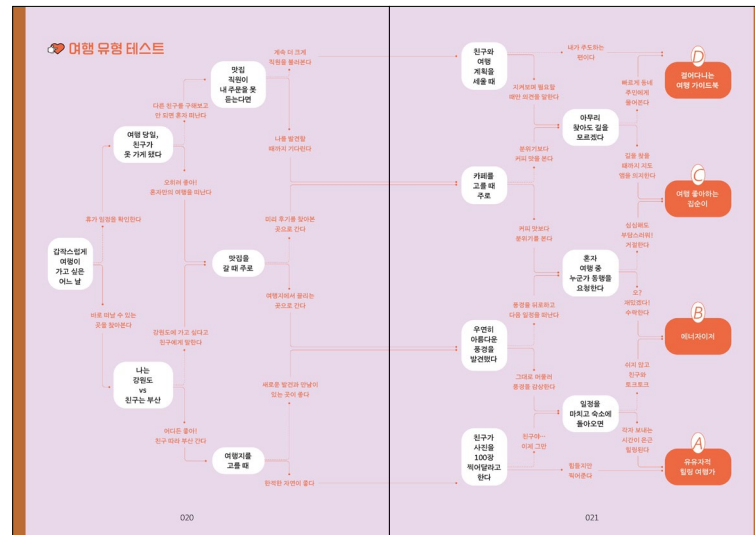 여행 유형 테스트
갑작스럽게
여행이
가고 싶은
어느 날
휴가 일정을 확인한다
바로 떠날 수 있는
곳을 찾아본다
여행 당일,
친구가
못 가게 됐다
나는
강원도
vs
친구는 부산
다른 친구를 구해보고
안 되면 혼자 떠난다
오히려 좋아!
혼자만의 여행을 떠난다
강원도에 가고 싶다고
친구에게 말한다
어디든 좋아!
친구 따라 부산 간다
맛집
직원이
내 주문을 못
듣는다면
맛집을
갈 때 주로
여행지를
고를 때
계속 더 크게
직원을 불러본다
나를 발견할
때까지 기다린다
미리 후기를 찾아본
곳으로 간다
여행지에서 끌리는
곳으로 간다
새로운 발견과 만남이
있는 곳이 좋다
한적한 자연이 좋다
020
친구와
여행
계획을
세울 때
카페를
고를 때
주로
우연히
아름다운
풍경을
발견했다
친구가
사진을
100장
찍어달라고
한다
내가 주도하는
편이다
지켜보며 필요할
때만 의견을 말한다
분위기보다
커피 맛을 본다
커피 맛보다
분위기를 본다
풍경을 뒤로하고
다음 일정을 떠난다
그대로 머물러
풍경을 감상한다
친구야…
이제 그만
힘들지만
찍어준다
아무리
찾아도 길을
모르겠다
혼자
여행 중
누군가 동행을
요청한다
일정을
마치고 숙소에
돌아오면
빠르게 동네
주민에게
물어본다
길을 찾을
때까지 지도
앱을 의지한다
심심해도
부담스러워!
거절한다
오?
재밌겠다!
수락한다
쉬지 않고
친구와
토크토크
각자 보내는
시간이 은근
힐링된다
D
걸어다니는
여행 가이드북
C
여행 좋아하는
집순이
B
에너자이저
A
유유자적
힐링 여행가
021